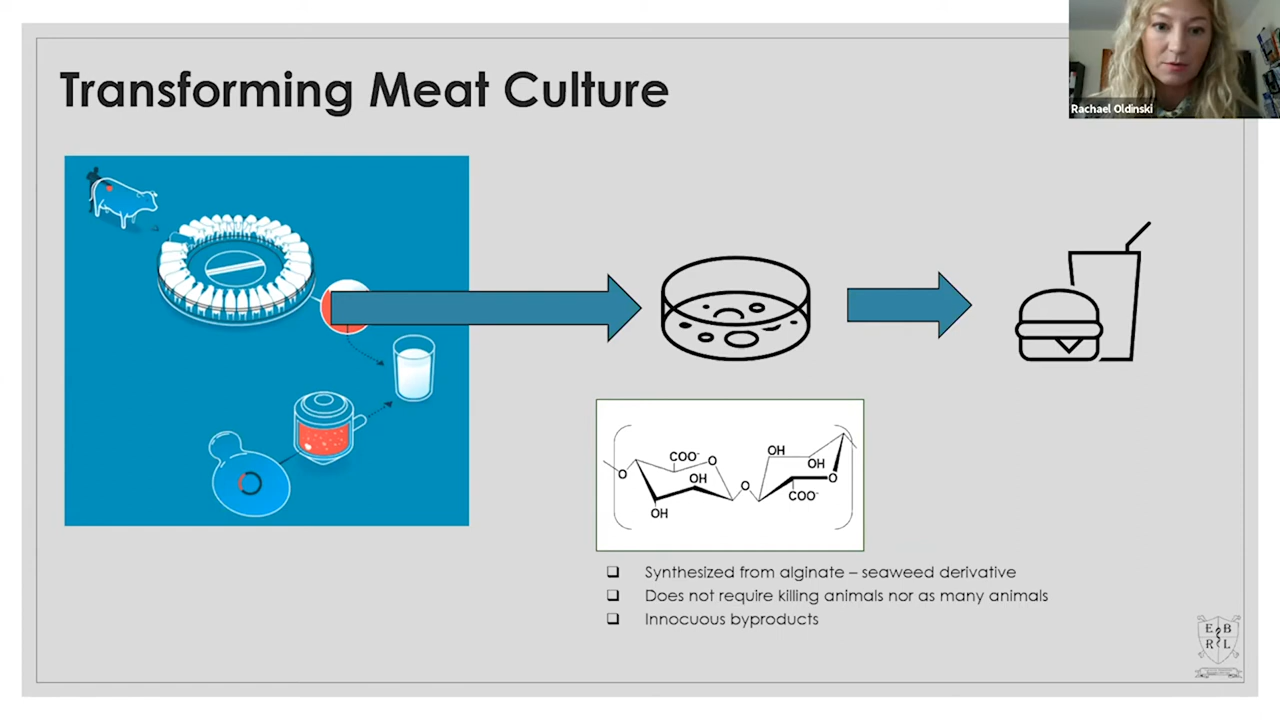 Transforming Meat Culture
Rachael Oldinski
COO-
O
O
OH
OH
O
OH
OH
O
COO-
Synthesized from alginate – seaweed derivative
Does not require killing animals nor as many animals
Innocuous byproducts
E B
R L